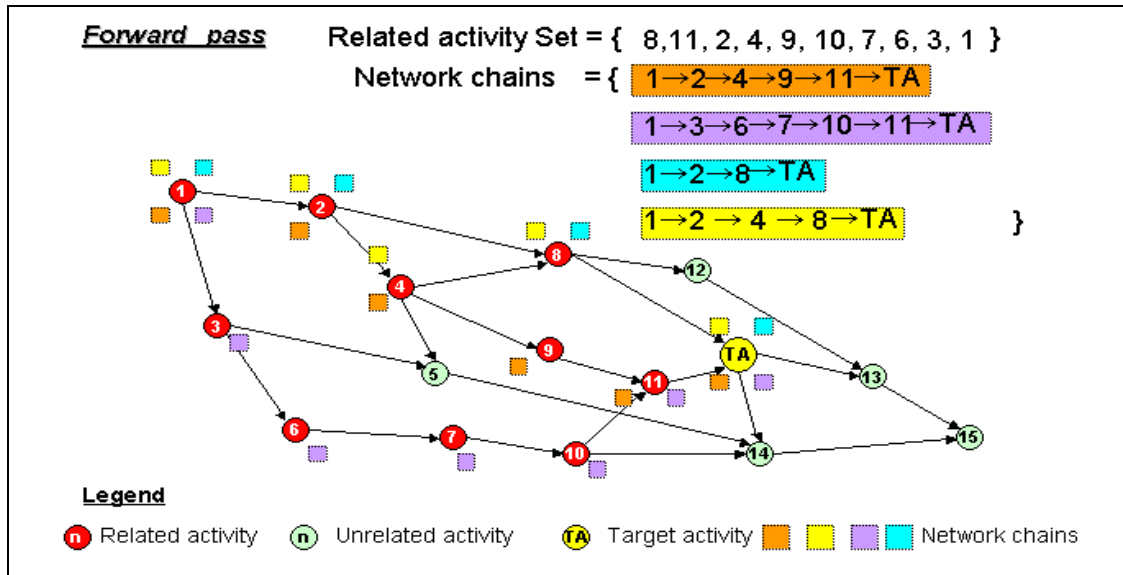 Forward pass
Related activity Set = { 8,11, 2, 4, 9, 10, 7, 6, 3, 1 }
Network chains = { 1→2→4→9→11→TA
1→3→6→7→10→11→TA
1→2→8→TA
1→2 → 4 → 8→TA }
1
2
8
12
4
3
TA
9
5
11
13
6
7
10
14
15
Legend
n Related activity n Unrelated activity TA Target activity Network chains